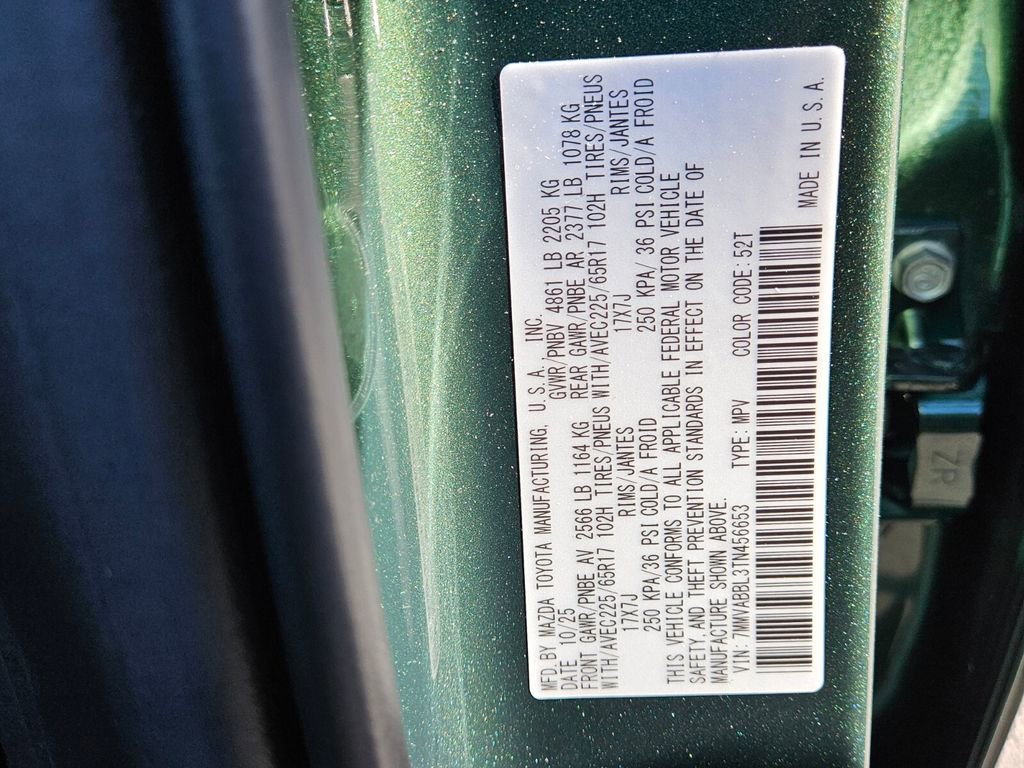 MFD. BY MAZDA TOYOTA MANUFACTURING, U.S.A., INC.
DATE 10/25 GVWR/PNBV 4861 LB 2205 KG
FRONT GAWR/PNBE AV 2566 LB 1164 KG REAR GAWR/PNBE AR 2377 LB 1078 KG
WITH/AVEC225/65R17 102H TIRES/PNEUS WITH/AVEC225/65R17 102H TIRES/PNEUS
17X7J RIMS/JANTES 17X7J RIMS/JANTES
250 KPA/36 PSI COLD/A FROID 250 KPA/ 36 PSI COLD/A FROID
THIS VEHICLE CONFORMS TO ALL APPLICABLE FEDERAL MOTOR VEHICLE
SAFETY, AND THEFT PREVENTION STANDARDS IN EFFECT ON THE DATE OF
MANUFACTURE SHOWN ABOVE.
VIN: 7MMVABBL3TN456653 TYPE: MPV COLOR CODE: 52T
MADE IN U.S.A.
ZR